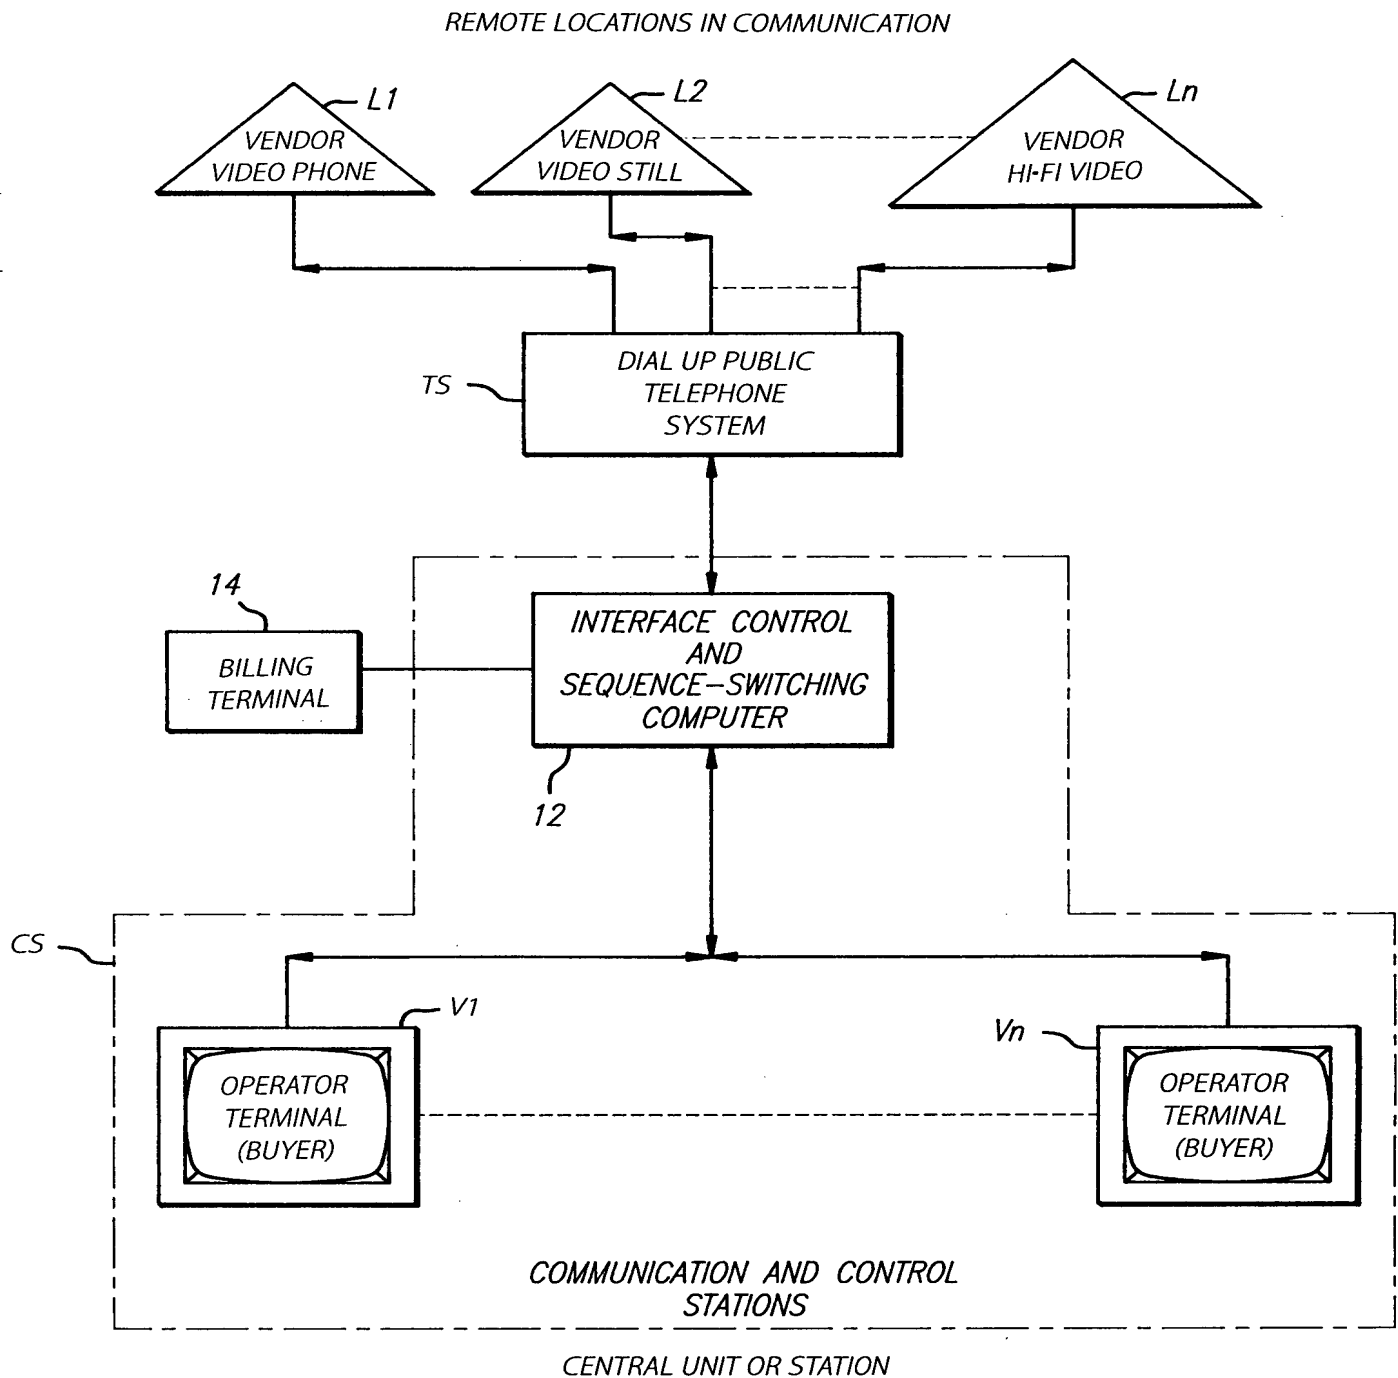 REMOTE LOCATIONS IN COMMUNICATION
L1
L2
Ln
VENDOR
VIDEO PHONE
VENDOR
VIDEO STILL
VENDOR
HI-FI VIDEO
TS
DIAL UP PUBLIC
TELEPHONE
SYSTEM
14
BILLING
TERMINAL
INTERFACE CONTROL
AND
SEQUENCE-SWITCHING
COMPUTER
12
CS
V1
Vn
OPERATOR
TERMINAL
(BUYER)
OPERATOR
TERMINAL
(BUYER)
COMMUNICATION AND CONTROL
STATIONS
CENTRAL UNIT OR STATION